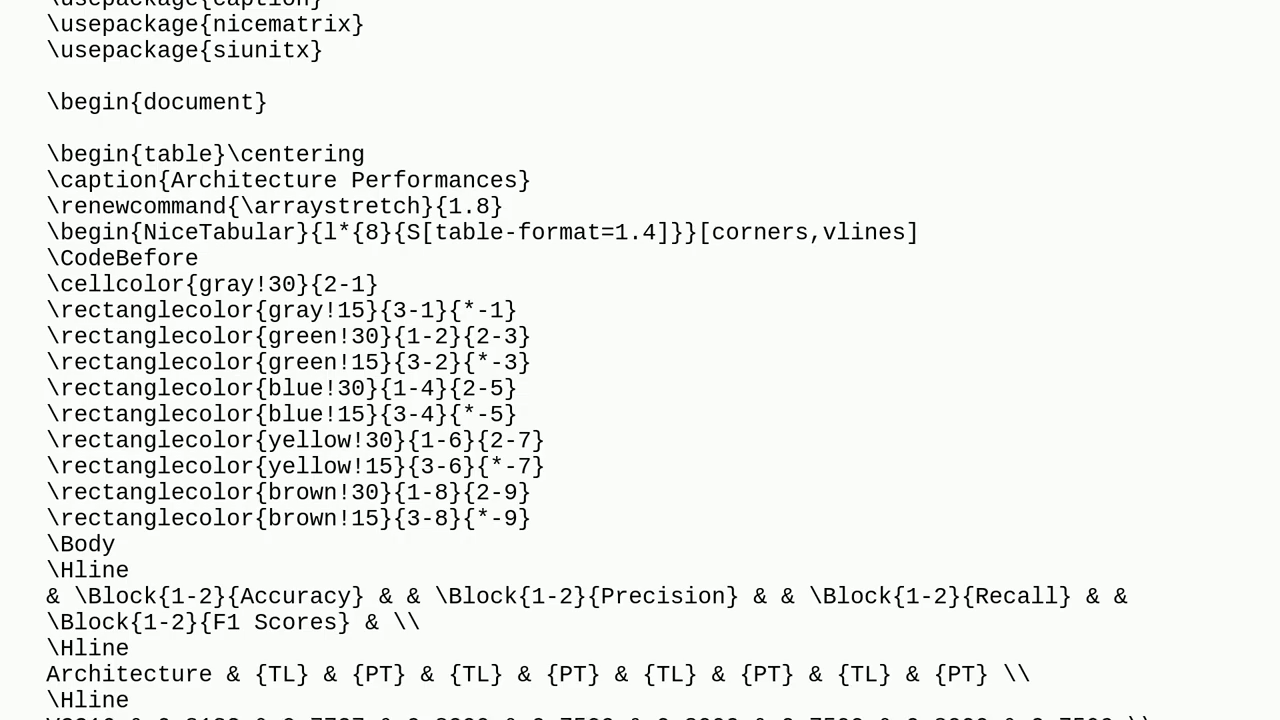 \usepackage{caption}
\usepackage{nicematrix}
\usepackage{siunitx}
\begin{document}
\begin{table}\centering
\caption{Architecture Performances}
\renewcommand{\arraystretch}{1.8}
\begin{NiceTabular}{l*{8}{S[table-format=1.4]}}[corners,vlines]
\CodeBefore
\cellcolor{gray!30}{2-1}
\rectanglecolor{gray!15}{3-1}{*-1}
\rectanglecolor{green!30}{1-2}{2-3}
\rectanglecolor{green!15}{3-2}{*-3}
\rectanglecolor{blue!30}{1-4}{2-5}
\rectanglecolor{blue!15}{3-4}{*-5}
\rectanglecolor{yellow!30}{1-6}{2-7}
\rectanglecolor{yellow!15}{3-6}{*-7}
\rectanglecolor{brown!30}{1-8}{2-9}
\rectanglecolor{brown!15}{3-8}{*-9}
\Body
\Hline
& \Block{1-2}{Accuracy} & & \Block{1-2}{Precision} & & \Block{1-2}{Recall} & &
\Block{1-2}{F1 Scores} & \\
\Hline
Architecture & {TL} & {PT} & {TL} & {PT} & {TL} & {PT} & {TL} & {PT} \\
\Hline